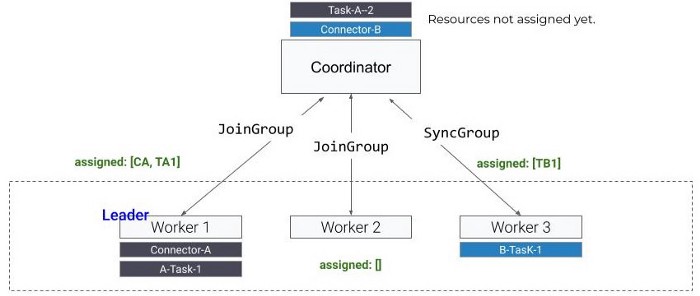 Task-A--2
Resources not assigned yet.
Connector-B
Coordinator
JoinGroup
JoinGroup
SyncGroup
assigned: [CA, TA1]
assigned: [TB1]
Leader
Worker 1
Worker 2
Worker 3
Connector-A
B-TasK-1
A-Task-1
assigned: []